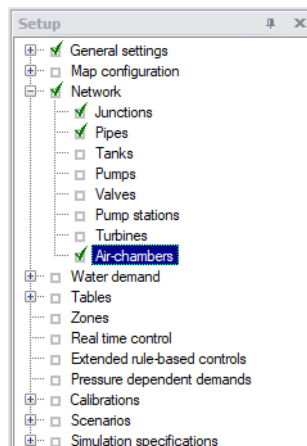 Setup
General settings
Map configuration
Network
Junctions
Pipes
Tanks
Pumps
Valves
Pump stations
Turbines
Air-chambers
Water demand
Tables
Zones
Real time control
Extended rule-based controls
Pressure dependent demands
Calibrations
Scenarios
Simulation specifications